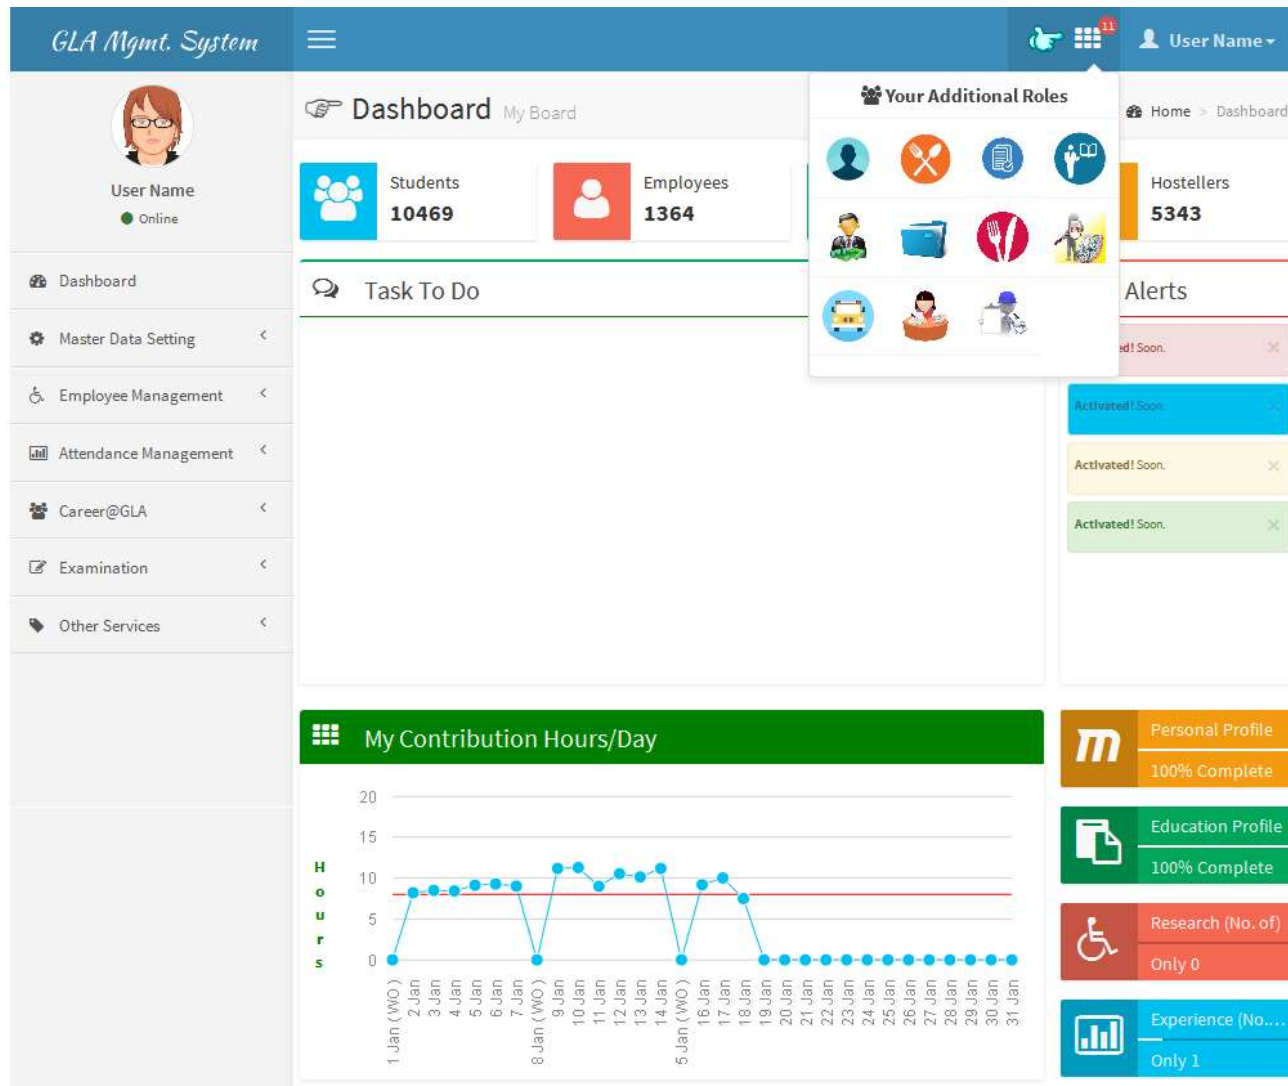 GLA Mgmt. System
11
User Name
User Name
Online
Dashboard
Master Data Setting
Employee Management
Attendance Management
Career@GLA
Examination
Other Services
Dashboard My Board
Home > Dashboard
Your Additional Roles
Students
10469
Employees
1364
Hostellers
5343
Task To Do
Alerts
ed! Soon.
Activated! Soon.
Activated! Soon.
Activated! Soon.
My Contribution Hours/Day
Hours
20
15
10
5
0
1 Jan ( WO )
2 Jan
3 Jan
4 Jan
5 Jan
6 Jan
7 Jan
8 Jan ( WO )
9 Jan
10 Jan
11 Jan
12 Jan
13 Jan
14 Jan
5 Jan ( WO )
16 Jan
17 Jan
18 Jan
19 Jan
20 Jan
21 Jan
22 Jan
23 Jan
24 Jan
25 Jan
26 Jan
27 Jan
28 Jan
29 Jan
30 Jan
31 Jan
Personal Profile
100% Complete
Education Profile
100% Complete
Research (No. of)
Only 0
Experience (No....
Only 1